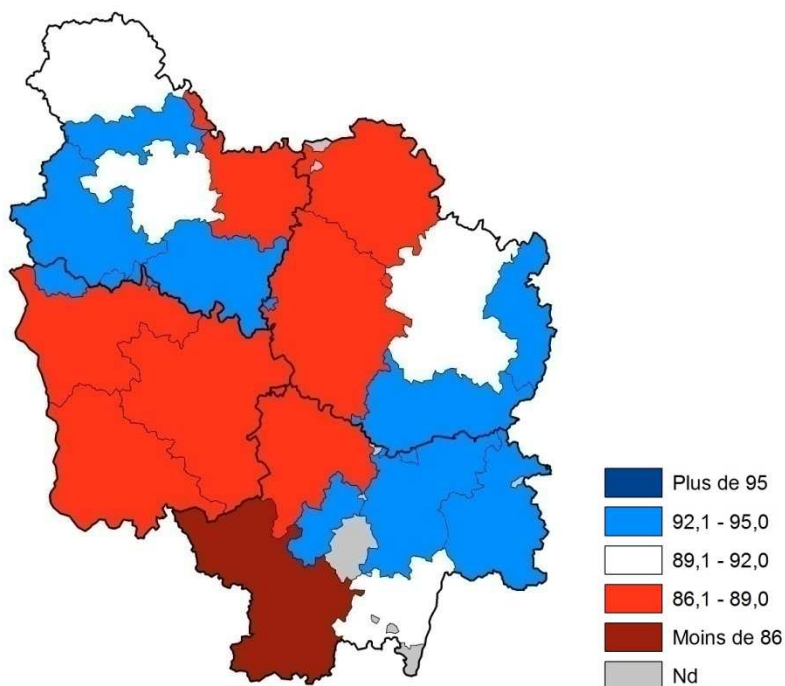 Plus de 95
92,1 - 95,0
89,1 - 92,0
86,1 - 89,0
Moins de 86
Nd